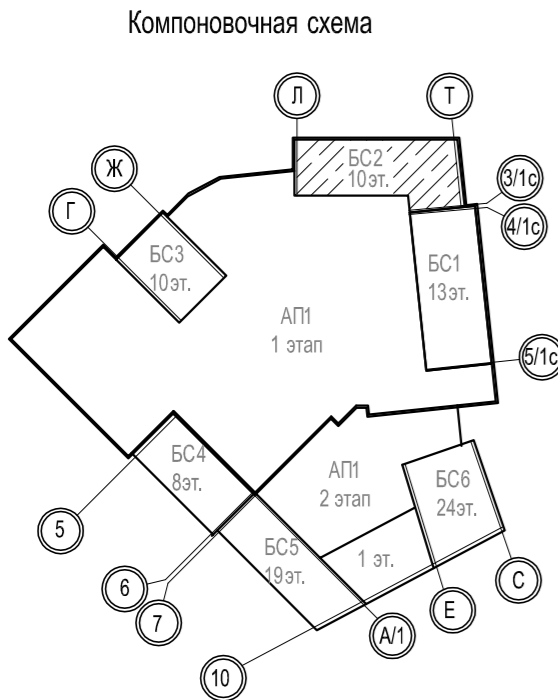 Компоновочная схема
Л
Т
БС2
10эт.
Ж
3/1с
Г
4/1с
БС3
10эт.
БС1
13эт.
АП1
1 этап
5/1с
БС4
8эт.
АП1
2 этап
БС6
24эт.
5
БС5
19эт.
1 эт.
6
7
С
Е
А/1
10